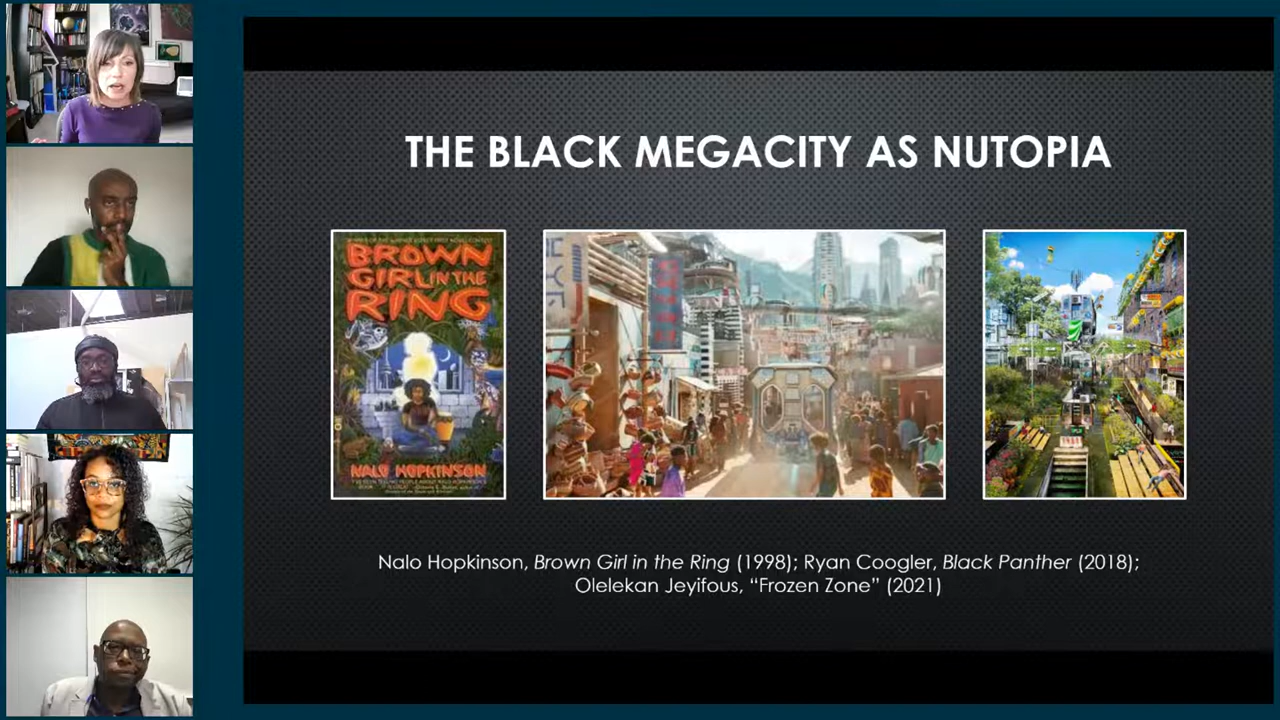 THE BLACK MEGACITY AS NUTOPIA
BROWN
GIRL IN THE
RING
NALO HOPKINSON
Nalo Hopkinson, Brown Girl in the Ring (1998); Ryan Coogler, Black Panther (2018);
Olelekan Jeyifous, “Frozen Zone” (2021)